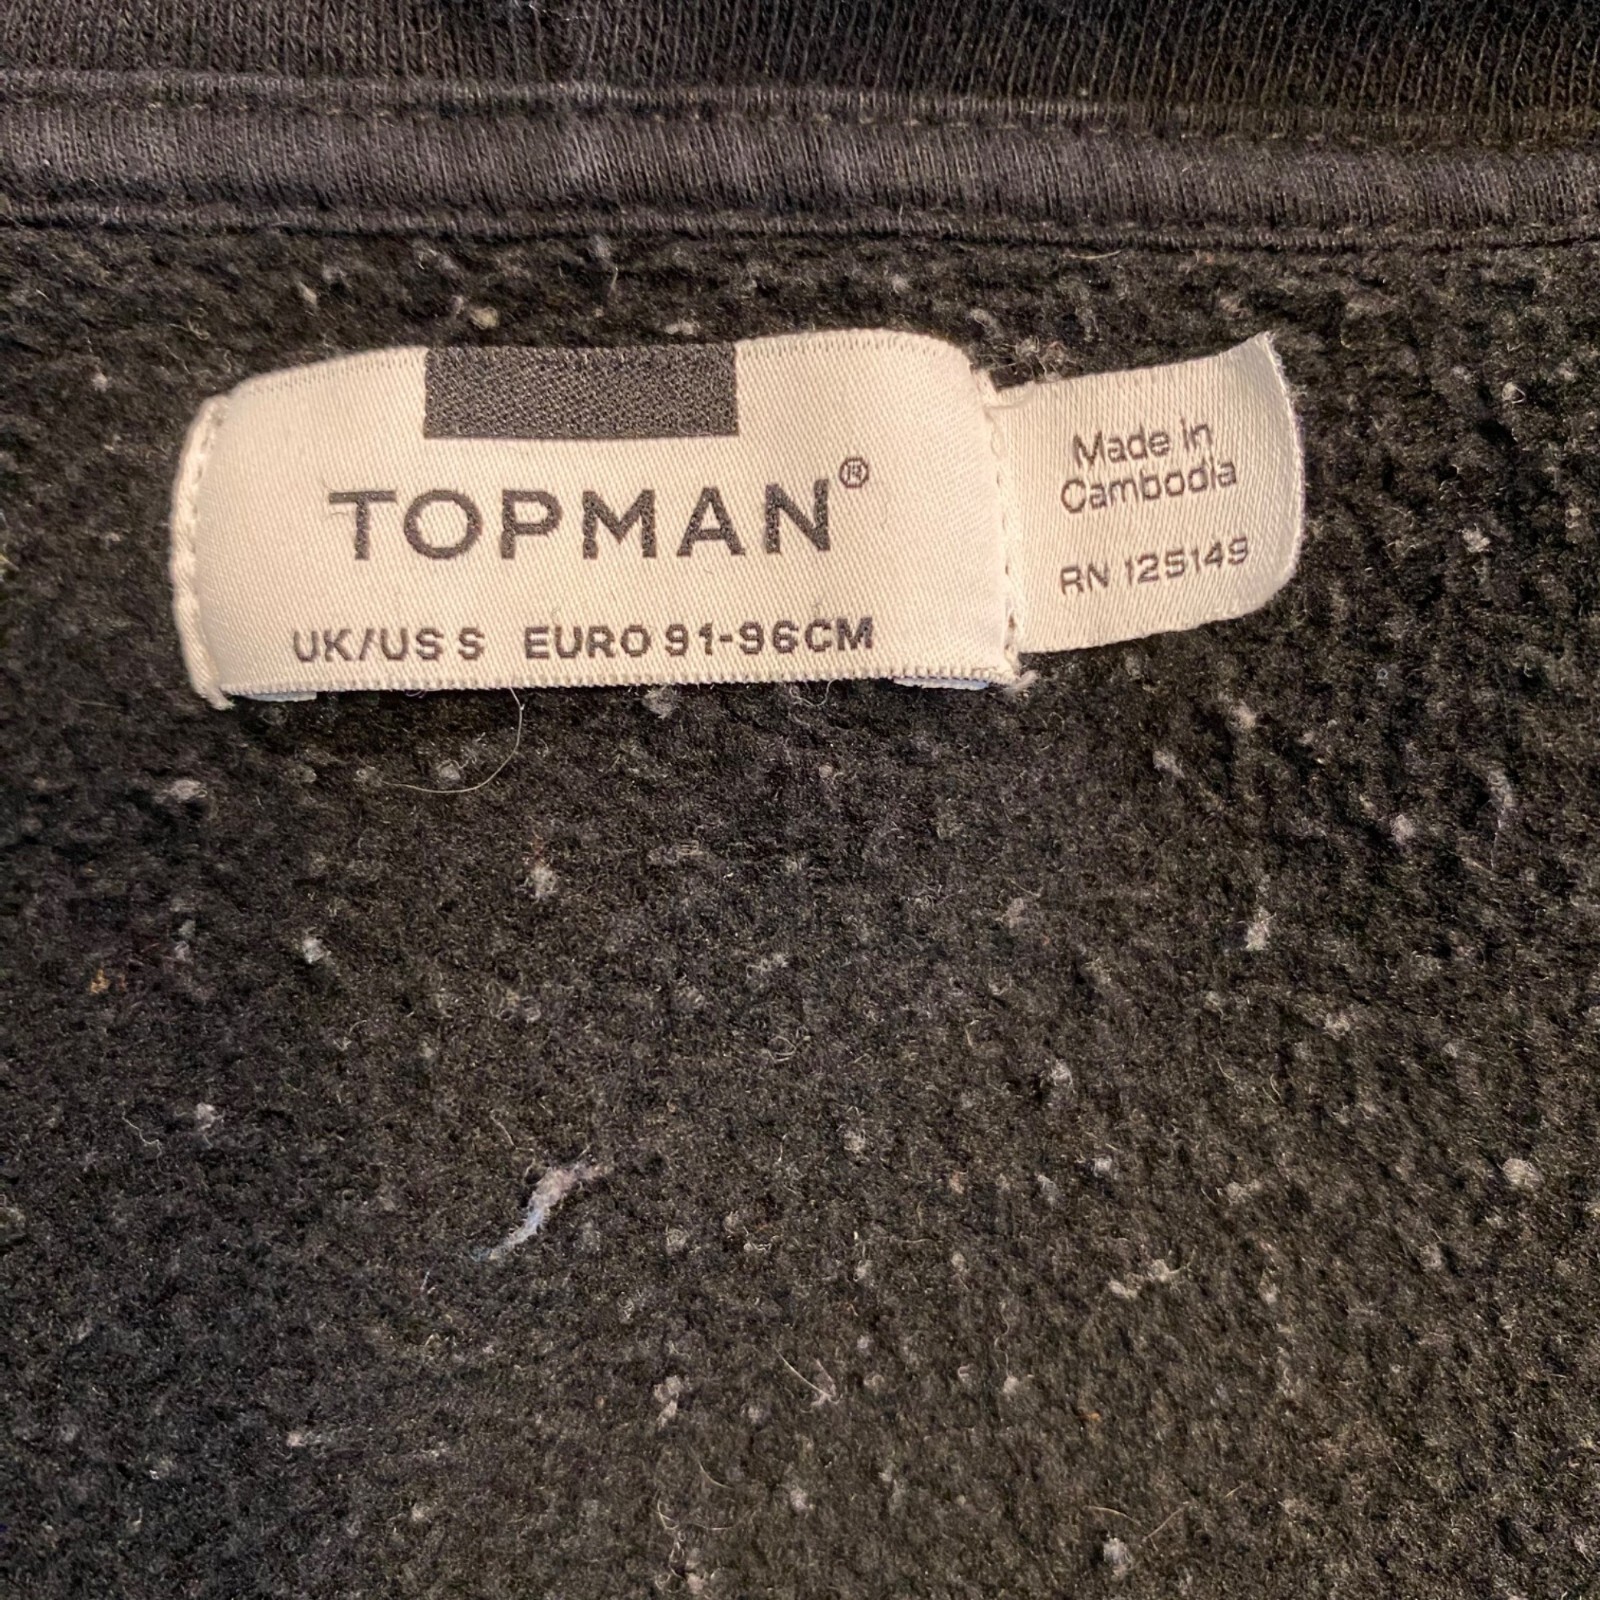 TOPMAN®
UK/US S EURO 91-96CM
Made in
Cambodia
RN 125149